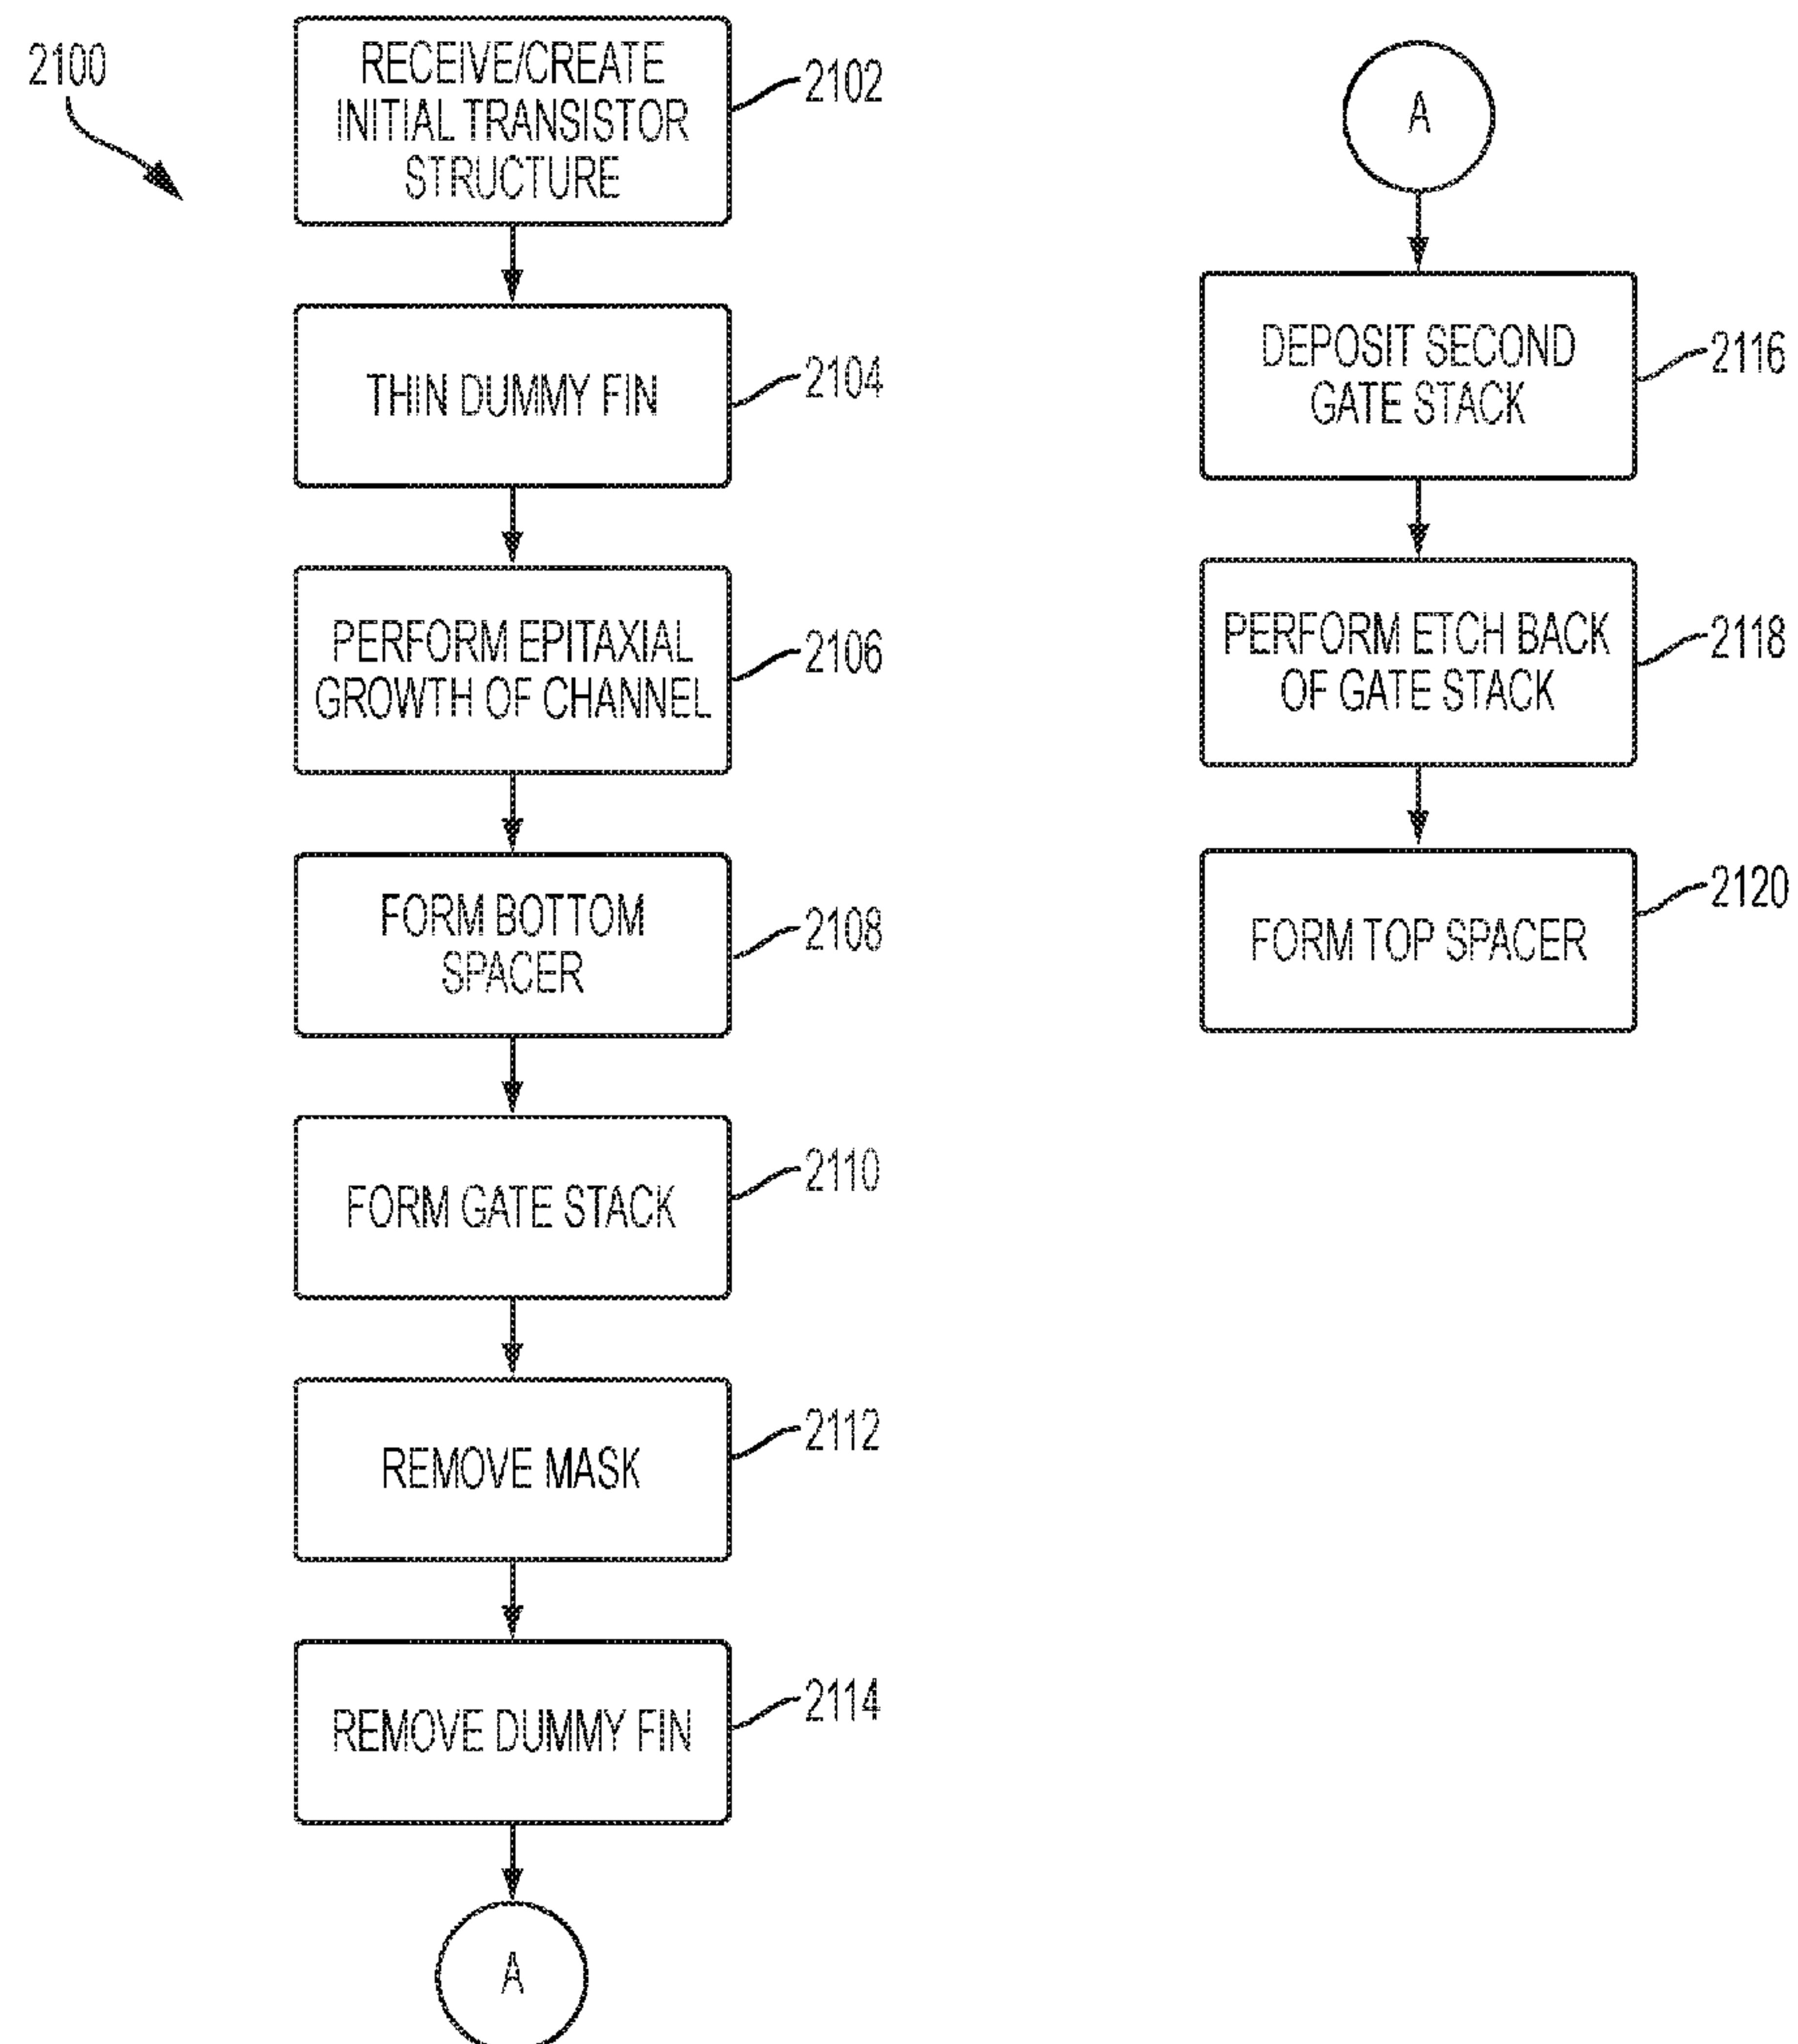 2100
RECEIVE/CREATE
INITIAL TRANSISTOR
STRUCTURE
2102
THIN DUMMY FIN
2104
PERFORM EPITAXIAL
GROWTH OF CHANNEL
2106
FORM BOTTOM
SPACER
2108
FORM GATE STACK
2110
REMOVE MASK
2112
REMOVE DUMMY FIN
2114
A
A
DEPOSIT SECOND
GATE STACK
2116
PERFORM ETCH BACK
OF GATE STACK
2118
FORM TOP SPACER
2120